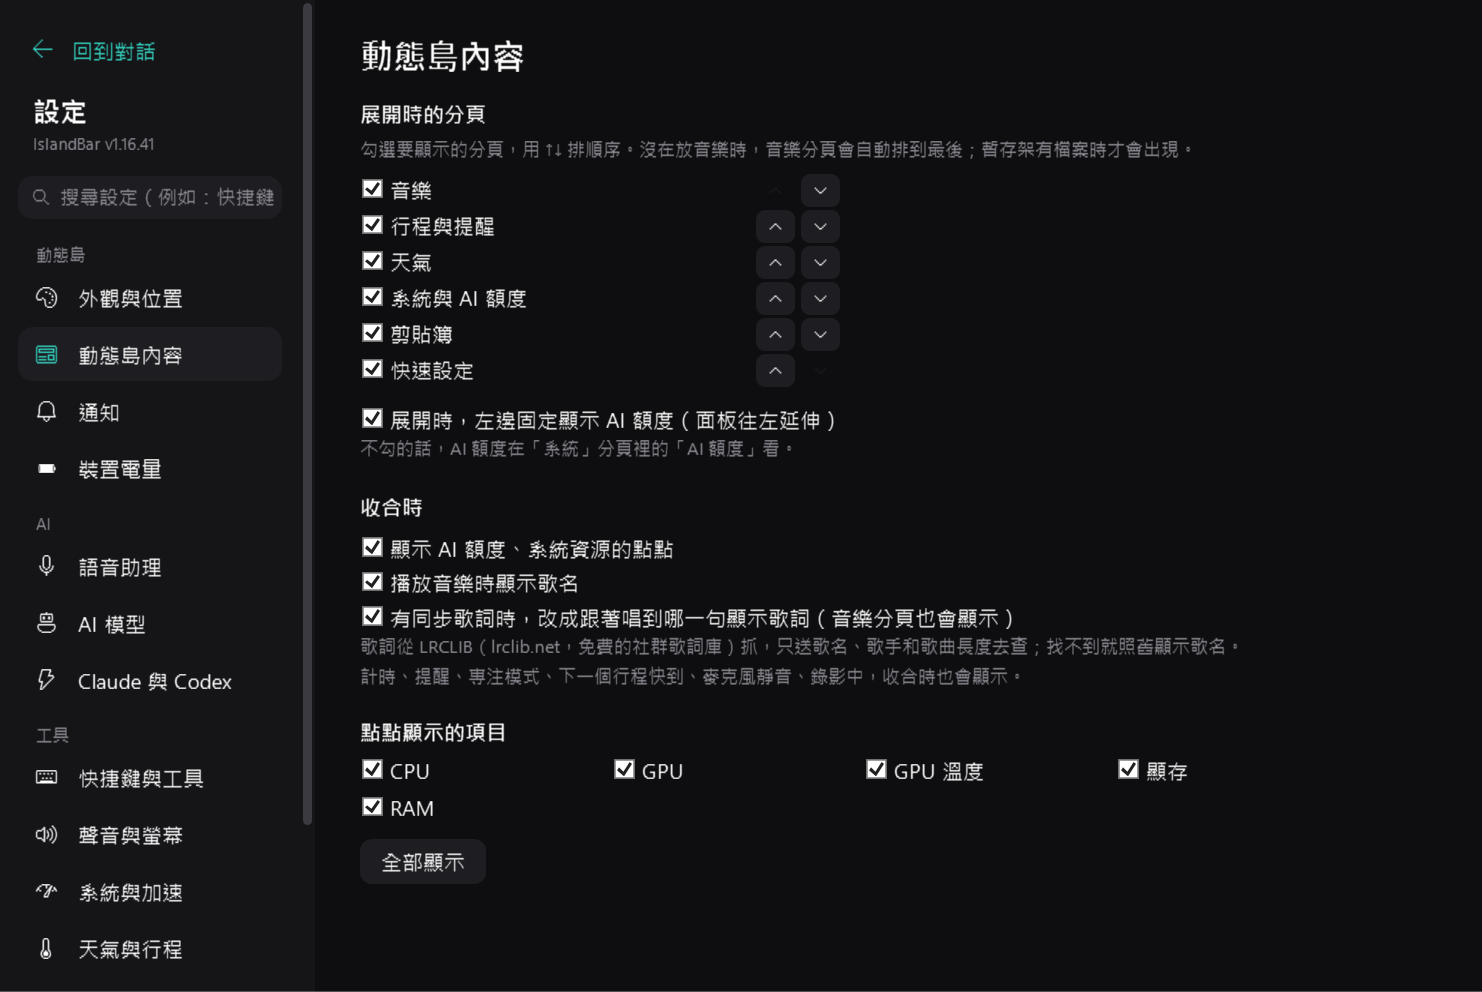 回到對話
設定
IslandBar v1.16.41
搜尋設定（例如：快捷鍵
動態島
外觀與位置
動態島內容
通知
裝置電量
AI
語音助理
AI 模型
Claude 與 Codex
工具
快捷鍵與工具
聲音與螢幕
系統與加速
天氣與行程
動態島內容
展開時的分頁
勾選要顯示的分頁，用 ↑↓ 排順序。沒在放音樂時，音樂分頁會自動排到最後；暫存架有檔案時才會出現。
音樂
行程與提醒
天氣
系統與 AI 額度
剪貼簿
快速設定
展開時，左邊固定顯示 AI 額度（面板往左延伸）
不勾的話，AI 額度在「系統」分頁裡的「AI 額度」看。
收合時
顯示 AI 額度、系統資源的點點
播放音樂時顯示歌名
有同步歌詞時，改成跟著唱到哪一句顯示歌詞（音樂分頁也會顯示）
歌詞從 LRCLIB（lrclib.net，免費的社群歌詞庫）抓，只送歌名、歌手和歌曲長度去查；找不到就照舊顯示歌名。
計時、提醒、專注模式、下一個行程快到、麥克風靜音、錄影中，收合時也會顯示。
點點顯示的項目
CPU
GPU
GPU 溫度
顯存
RAM
全部顯示